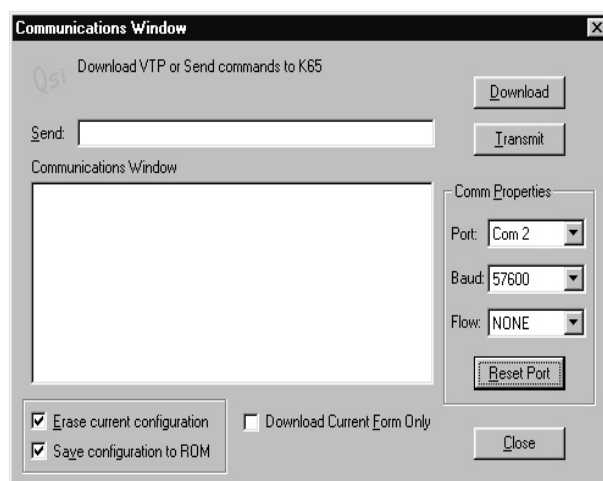 Communications Window
Qsi
Download VTP or Send commands to K65
Download
Send:
Transmit
Communications Window
Comm Properties
Port: Com 2
Baud: 57600
Flow: NONE
Reset Port
Erase current configuration
Download Current Form Only
Save configuration to ROM
Close